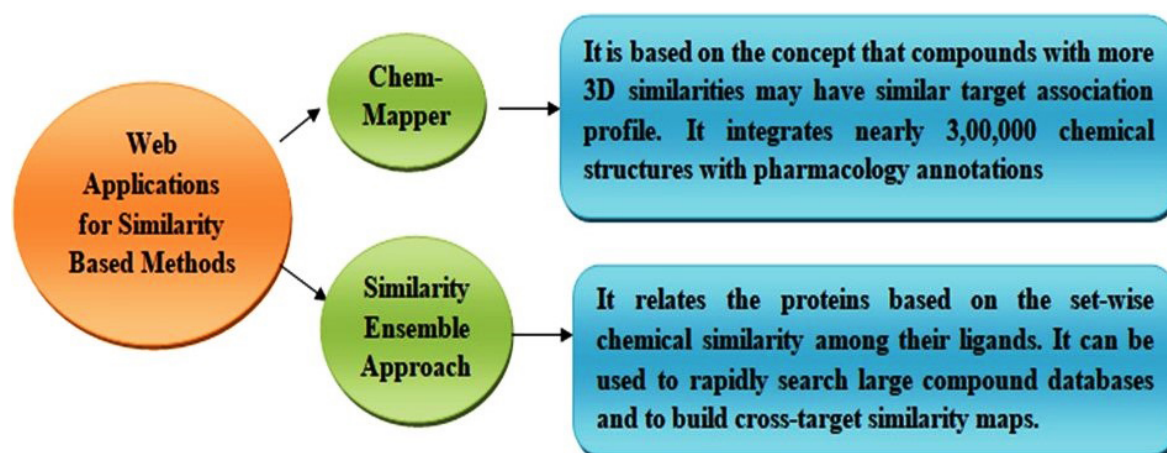 Web
Applications
for Similarity
Based Methods
Chem-
Mapper
It is based on the concept that compounds with more
3D similarities may have similar target association
profile. It integrates nearly 3,00,000 chemical
structures with pharmacology annotations
Similarity
Ensemble
Approach
It relates the proteins based on the set-wise
chemical similarity among their ligands. It can be
used to rapidly search large compound databases
and to build cross-target similarity maps.